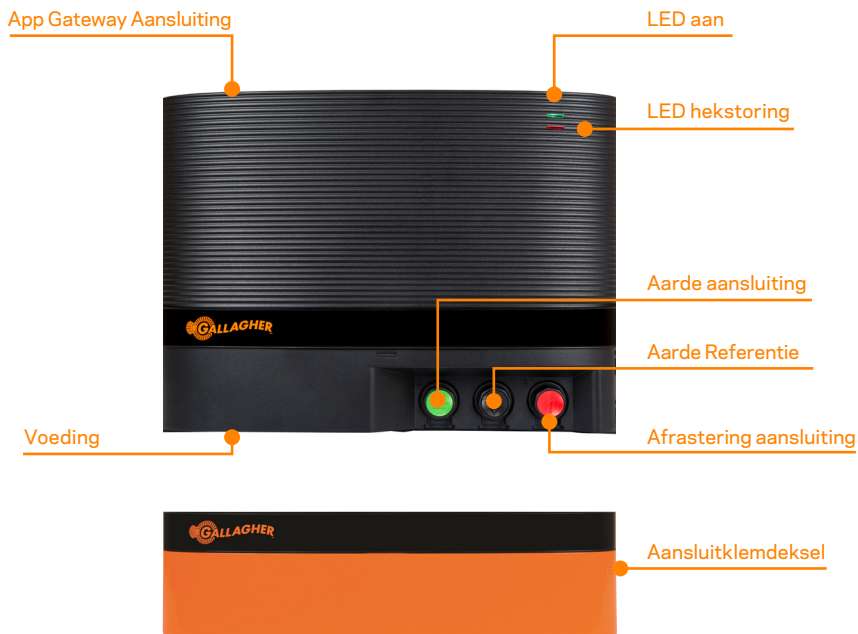 App Gateway Aansluiting
LED aan
LED hekstoring
Aarde aansluiting
GALLAGHER
Aarde Referentie
Voeding
Afrastering aansluiting
GALLAGHER
Aansluitklemdeksel